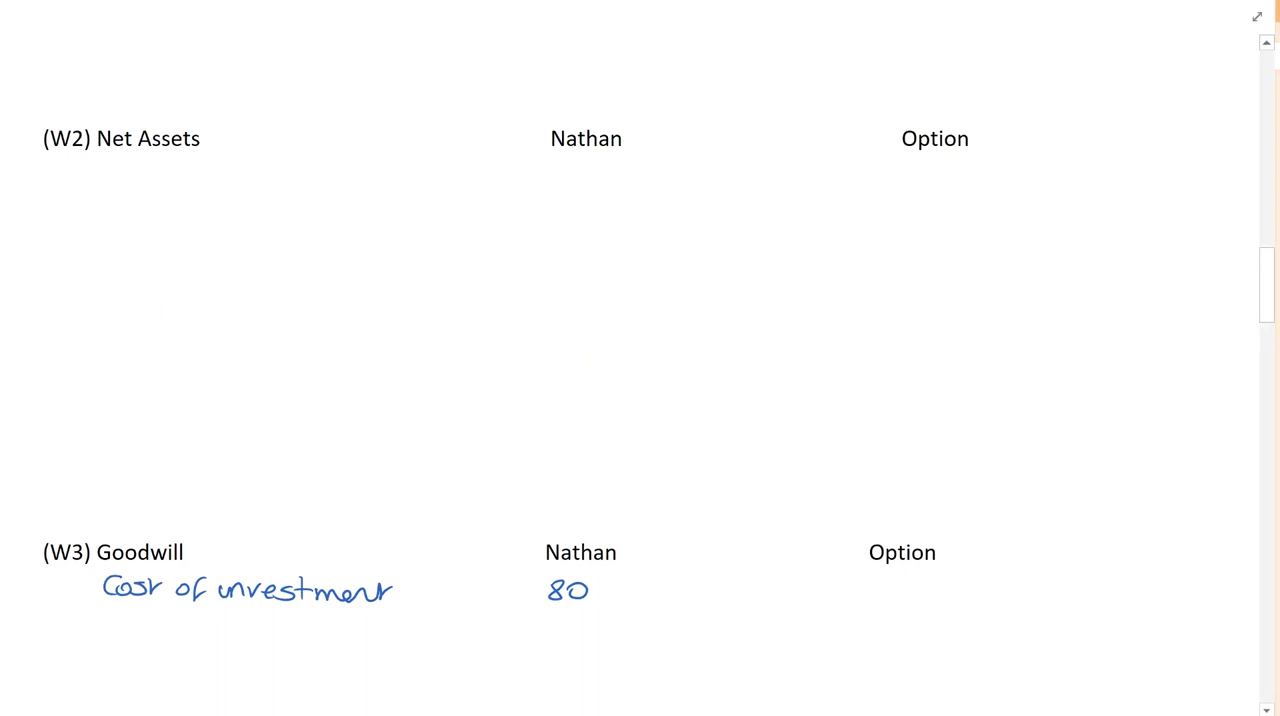 (W2) Net Assets Nathan Option
(W3) Goodwill Nathan Option
Cost of investment 80